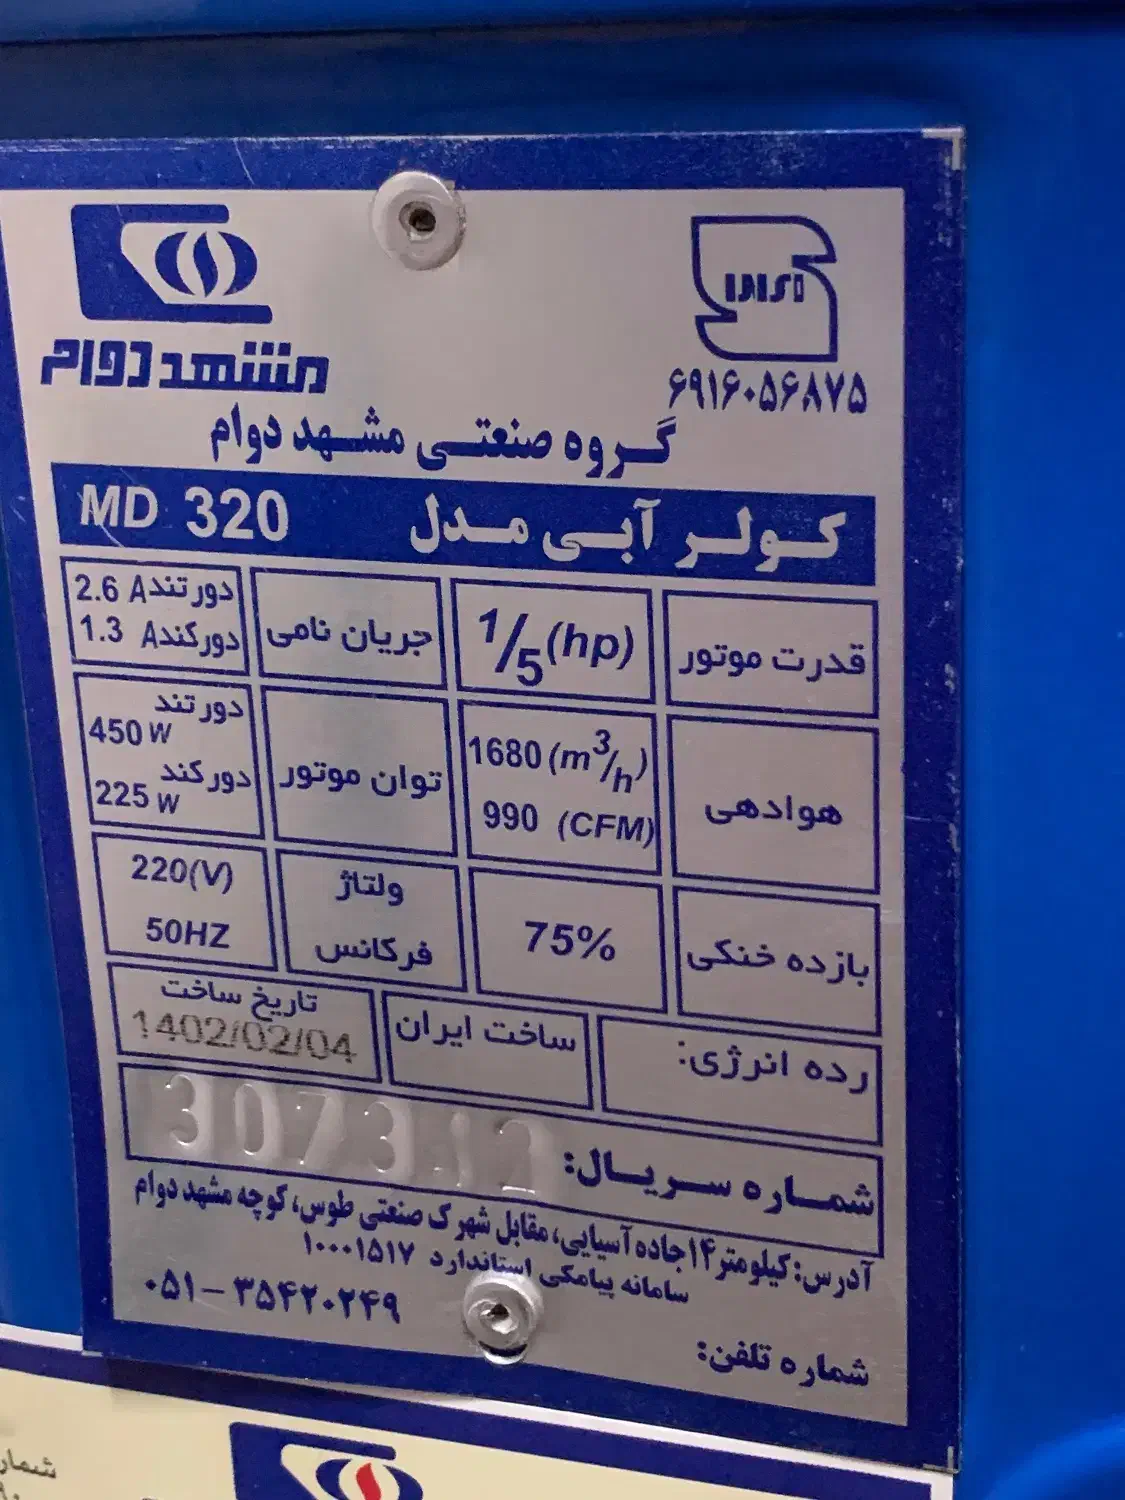 مشهد دوام
۶۹۱۶۰۵۶۸۷۵
گروه صنعتی مشهد دوام
کولر آبی مدل MD 320
قدرت موتور
1/5 (hp)
جریان نامی
دور تند 2.6 A
دور کند 1.3 A
هوادهی
1680 (m³/h)
990 (CFM)
توان موتور
دور تند
450 W
دور کند
225 W
بازده خنکی
75%
ولتاژ
فرکانس
220(V)
50HZ
رده انرژی:
ساخت ایران
تاریخ ساخت
1402/02/04
شماره سریال:
آدرس: کیلومتر ۱۴ جاده آسیایی، مقابل شهرک صنعتی طوس، کوچه مشهد دوام
سامانه پیامکی استاندارد ۱۰۰۰۱۵۱۷
شماره تلفن:
۰۵۱-۳۵۴۲۰۲۴۹